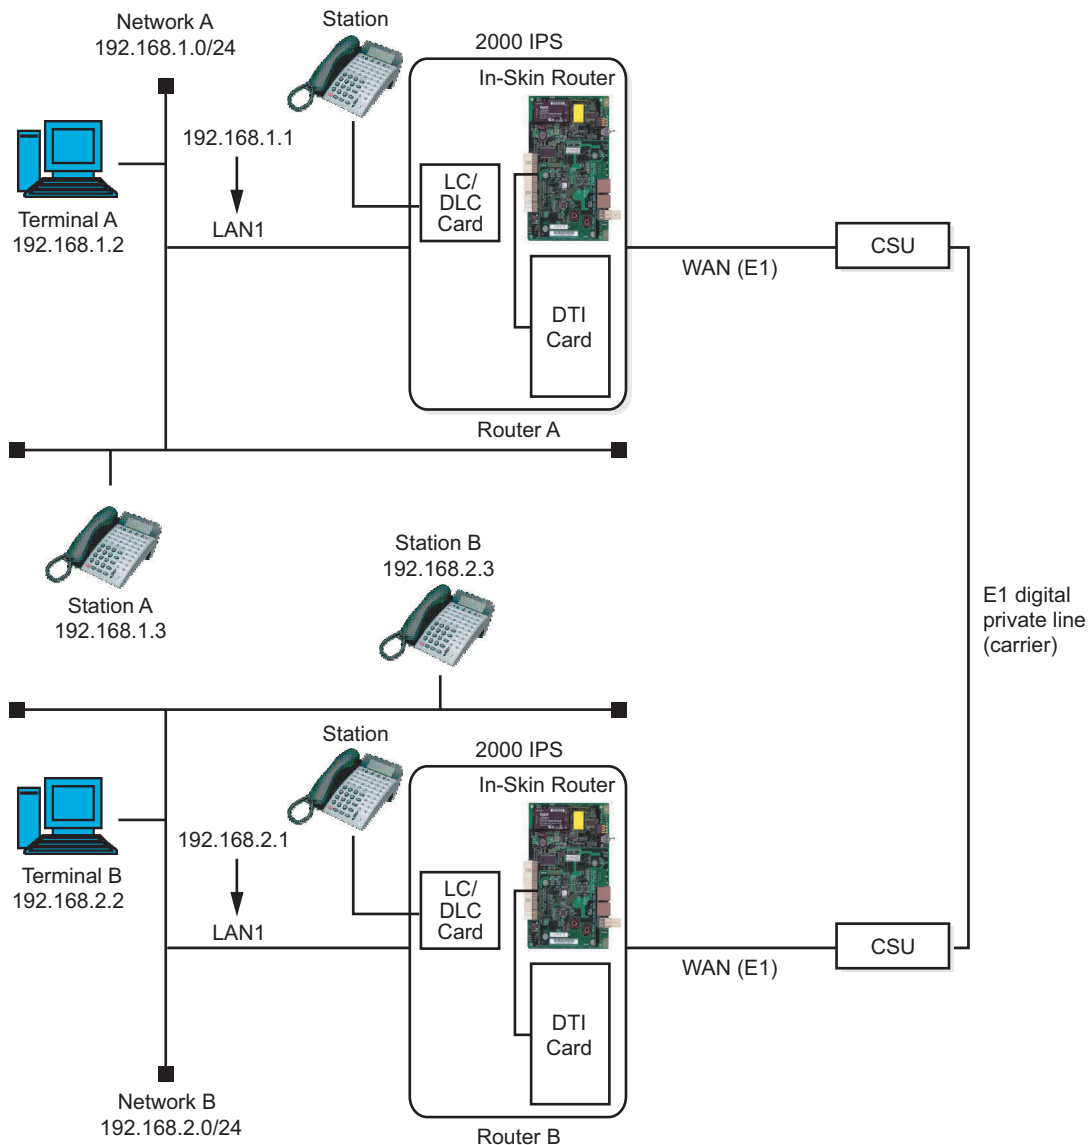 Network A
192.168.1.0/24
Station
2000 IPS
In-Skin Router
192.168.1.1
LAN1
Terminal A
192.168.1.2
LC/
DLC
Card
DTI
Card
WAN (E1)
CSU
Router A
Station A
192.168.1.3
Station B
192.168.2.3
E1 digital
private line
(carrier)
Station
2000 IPS
In-Skin Router
192.168.2.1
LAN1
Terminal B
192.168.2.2
LC/
DLC
Card
DTI
Card
WAN (E1)
CSU
Network B
192.168.2.0/24
Router B